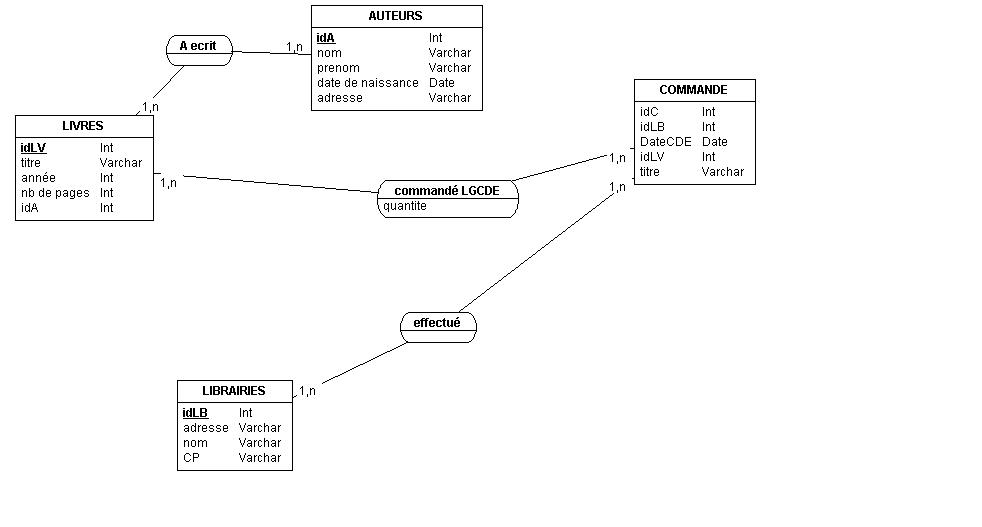 AUTEURS
idA Int
nom Varchar
prenom Varchar
date de naissance Date
adresse Varchar
A ecrit
1,n
1,n
COMMANDE
idC Int
idLB Int
DateCDE Date
idLV Int
titre Varchar
LIVRES
idLV Int
titre Varchar
année Int
nb de pages Int
idA Int
1,n
1,n
1,n
commandé LGCDE
quantite
effectué
LIBRAIRIES
idLB Int
adresse Varchar
nom Varchar
CP Varchar
1,n